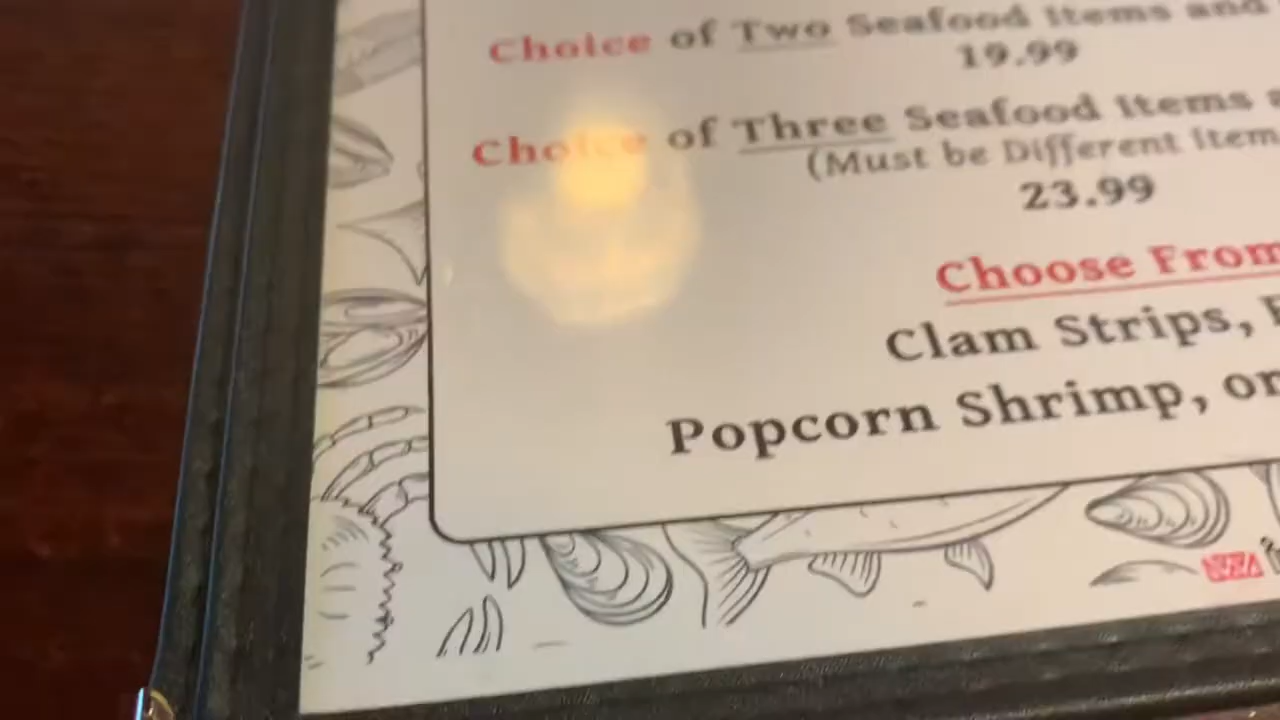 Choice of Two Seafood Items and
19.99
Choice of Three Seafood Items
(Must be Different Item
23.99
Choose From
Clam Strips,
Popcorn Shrimp, or